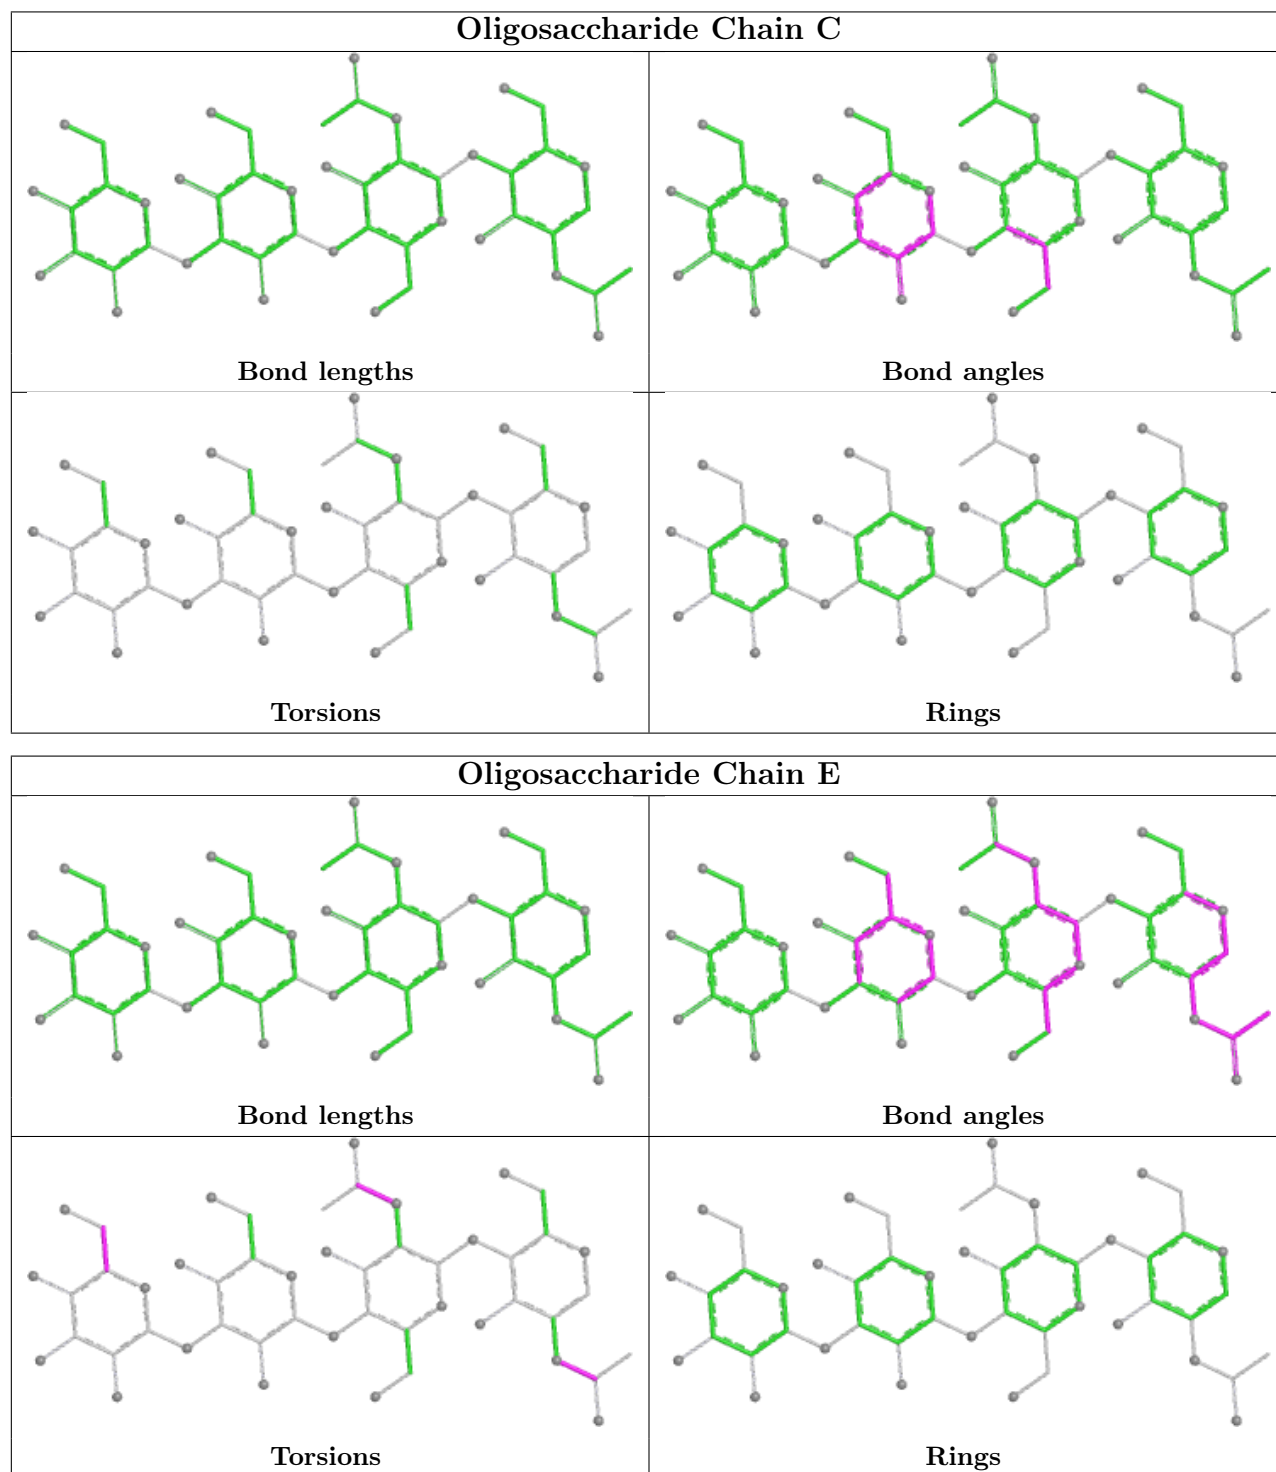 Oligosaccharide Chain C
Bond lengths
Bond angles
Torsions
Rings
Oligosaccharide Chain E
Bond lengths
Bond angles
Torsions
Rings